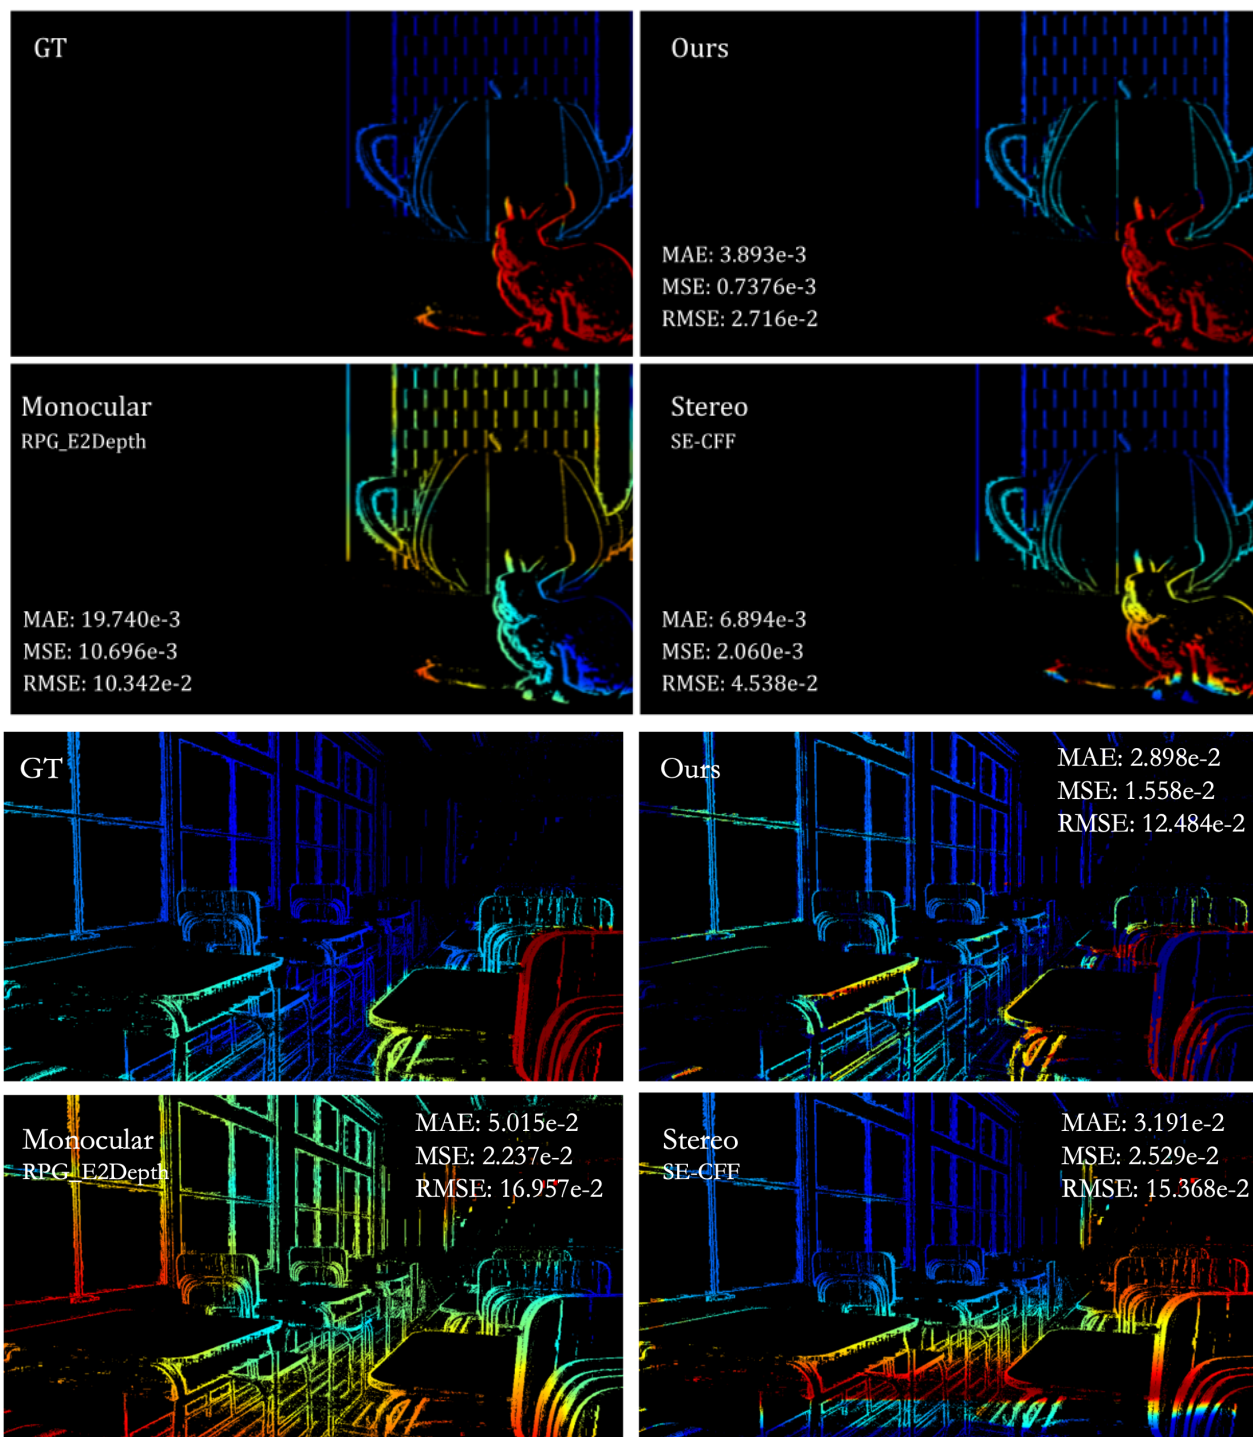 GT
Ours
MAE: 3.893e-3
MSE: 0.7376e-3
RMSE: 2.716e-2
Monocular
RPG_E2Depth
MAE: 19.740e-3
MSE: 10.696e-3
RMSE: 10.342e-2
Stereo
SE-CFF
MAE: 6.894e-3
MSE: 2.060e-3
RMSE: 4.538e-2
GT
Ours
MAE: 2.898e-2
MSE: 1.558e-2
RMSE: 12.484e-2
Monocular
RPG_E2Depth
MAE: 5.015e-2
MSE: 2.237e-2
RMSE: 16.957e-2
Stereo
SE-CFF
MAE: 3.191e-2
MSE: 2.529e-2
RMSE: 15.368e-2